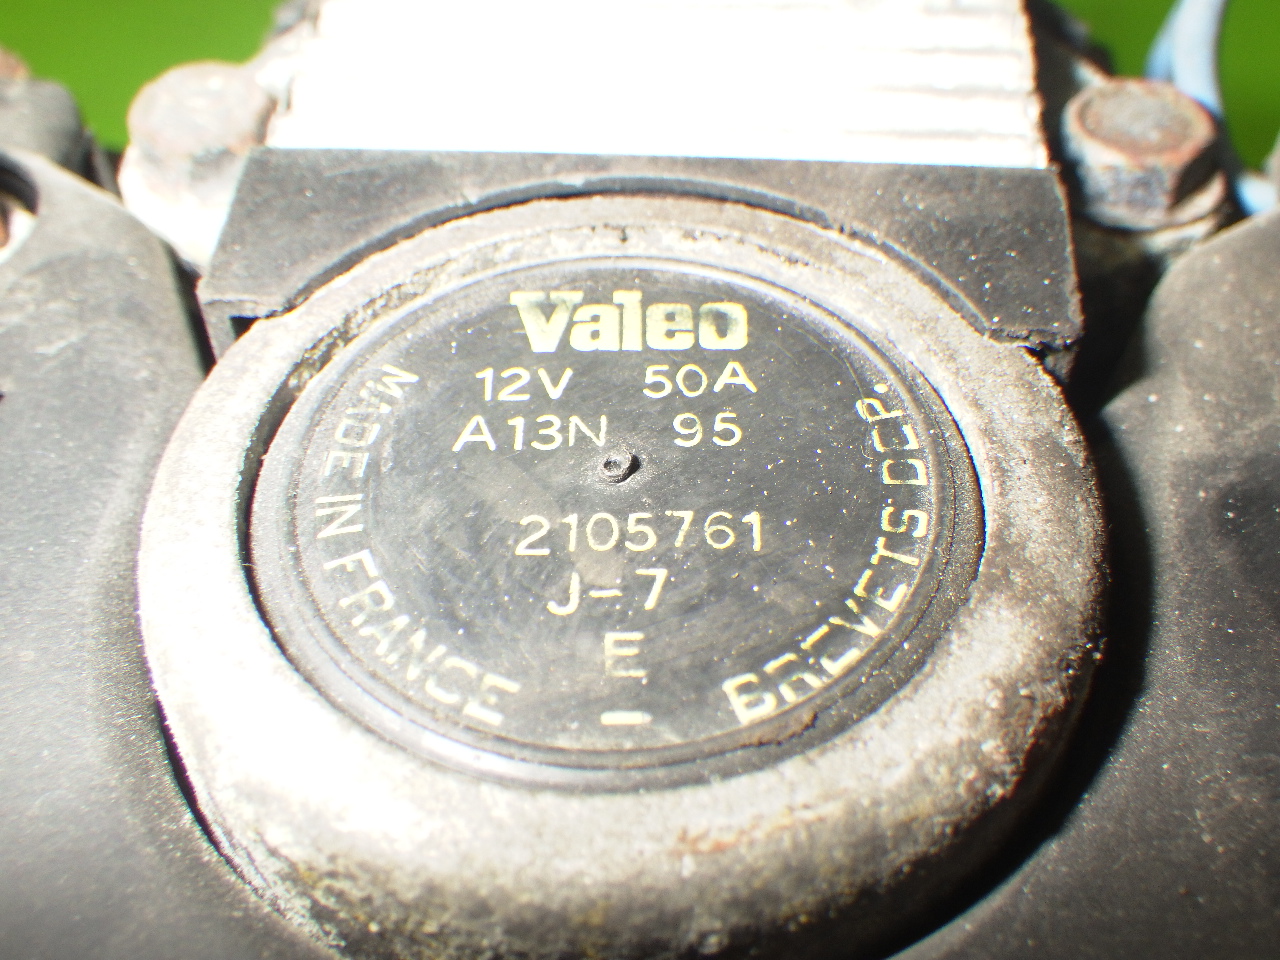 Valeo
12V 50A
A13N 95
2105761
J-7
E
MADE IN FRANCE - BREVETS DEP.